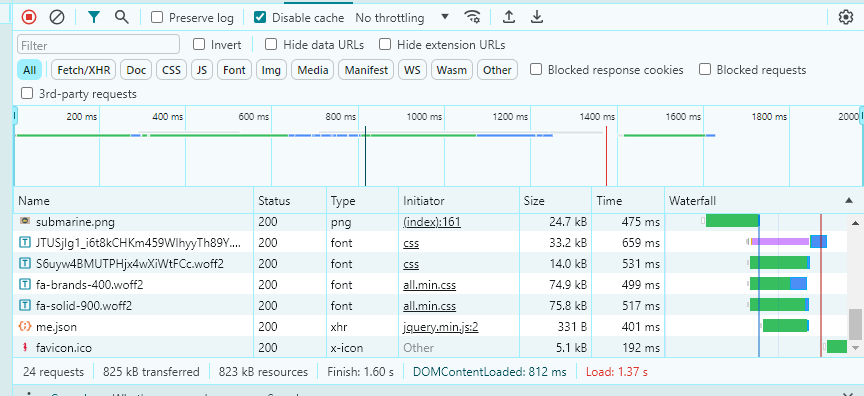 Preserve log Disable cache No throttling
Filter Invert Hide data URLs Hide extension URLs
All Fetch/XHR Doc CSS JS Font Img Media Manifest WS Wasm Other Blocked response cookies Blocked requests
3rd-party requests
200 ms 400 ms 600 ms 800 ms 1000 ms 1200 ms 1400 ms 1600 ms 1800 ms 2000
Name Status Type Initiator Size Time Waterfall
submarine.png 200 png (index):161 24.7 kB 475 ms
JTUSjIg1_i6t8kCHKm459WlhyyTh89Y.... 200 font css 33.2 kB 659 ms
S6uyw4BMUTPHjx4wXiWtFCc.woff2 200 font css 14.0 kB 531 ms
fa-brands-400.woff2 200 font all.min.css 74.9 kB 499 ms
fa-solid-900.woff2 200 font all.min.css 75.8 kB 517 ms
me.json 200 xhr jquery.min.js:2 331 B 401 ms
favicon.ico 200 x-icon Other 5.1 kB 192 ms
24 requests 825 kB transferred 823 kB resources Finish: 1.60 s DOMContentLoaded: 812 ms Load: 1.37 s